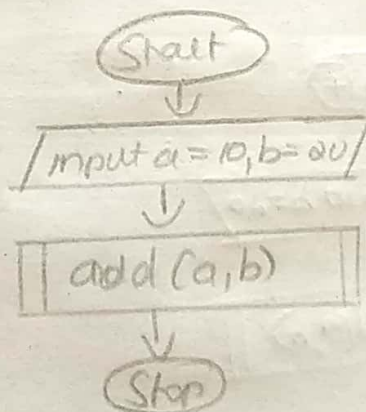 Start
input a = 10, b = 20
add (a, b)
Stop